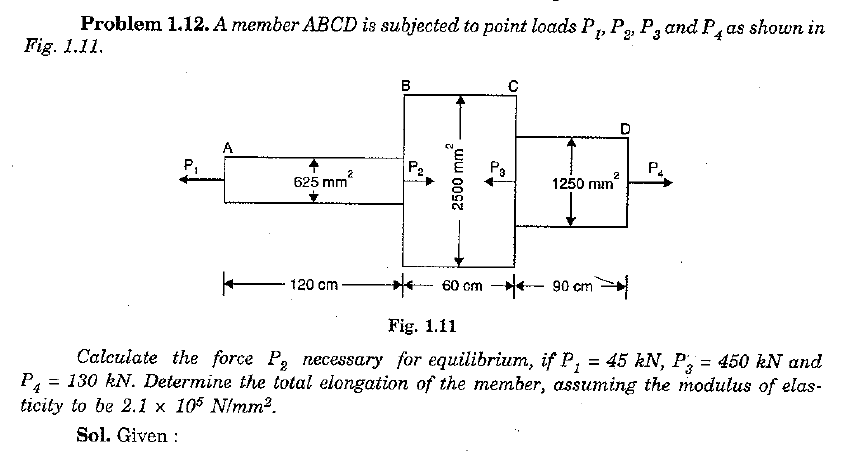 Problem 1.12. A member ABCD is subjected to point loads P₁, P₂, P₃ and P₄ as shown in
Fig. 1.11.
B
C
D
A
P₁
P₂
P₃
P₄
625 mm²
2500 mm²
1250 mm²
120 cm
60 cm
90 cm
Fig. 1.11
Calculate the force P₂ necessary for equilibrium, if P₁ = 45 kN, P₃ = 450 kN and
P₄ = 130 kN. Determine the total elongation of the member, assuming the modulus of elas-
ticity to be 2.1 × 10⁵ N/mm².
Sol. Given :